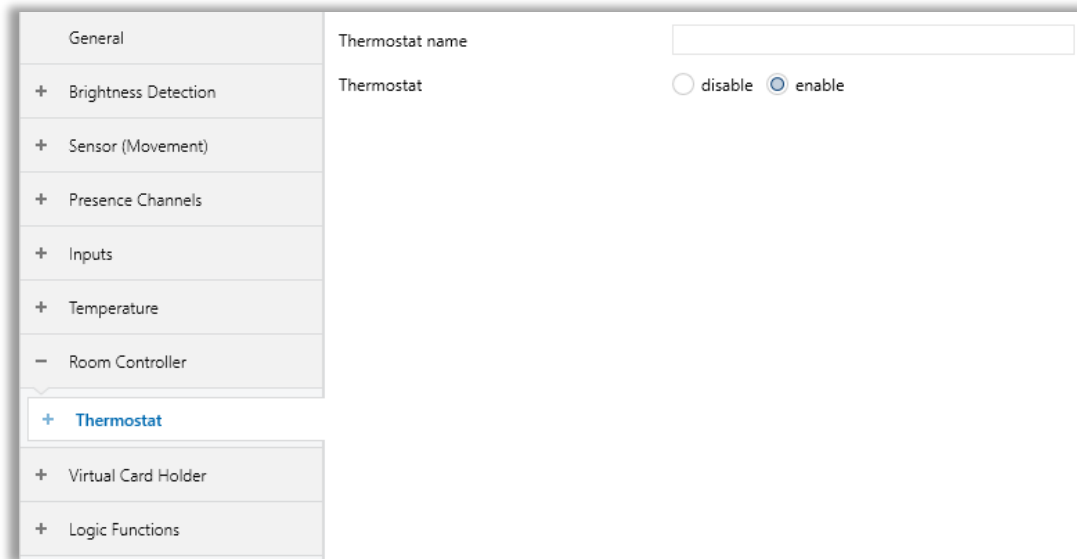 General
Brightness Detection
Sensor (Movement)
Presence Channels
Inputs
Temperature
Room Controller
Thermostat
Virtual Card Holder
Logic Functions
Thermostat name
Thermostat disable enable